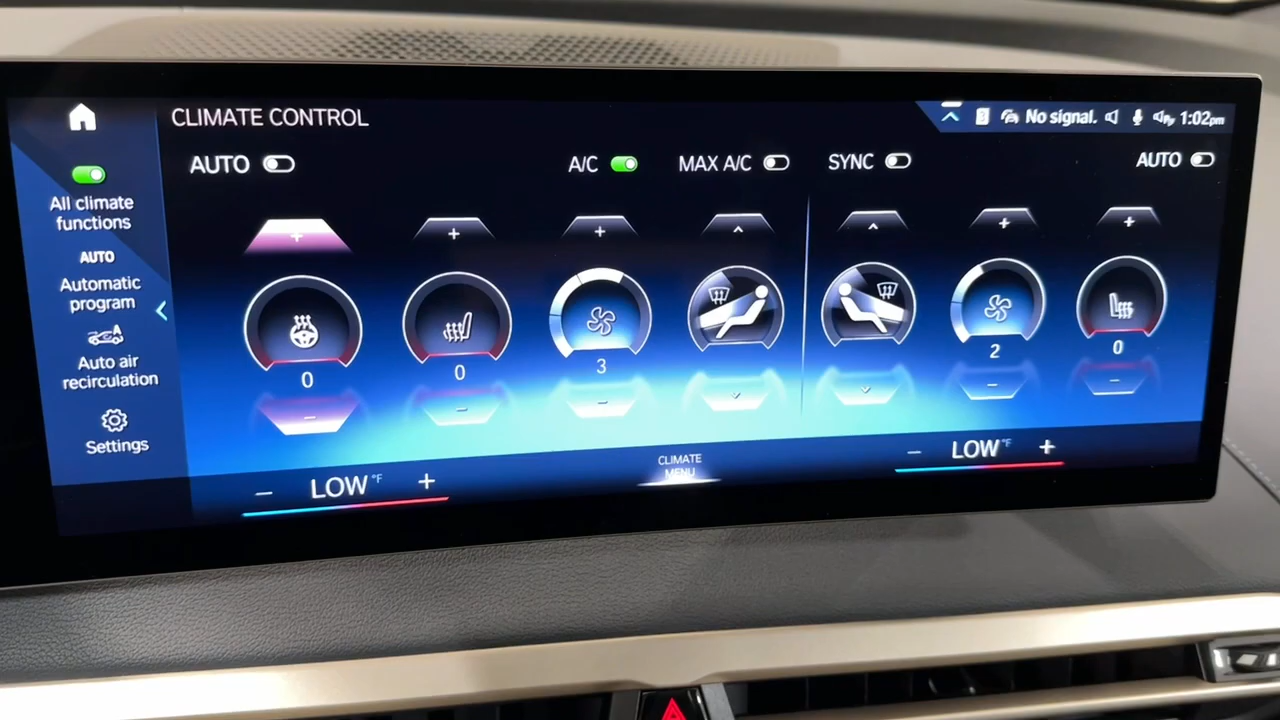 CLIMATE CONTROL
No signal.
1:02pm
AUTO
A/C
MAX A/C
SYNC
AUTO
All climate
functions
AUTO
Automatic
program
Auto air
recirculation
Settings
0
0
3
2
0
− LOW °F +
CLIMATE
MENU
− LOW °F +